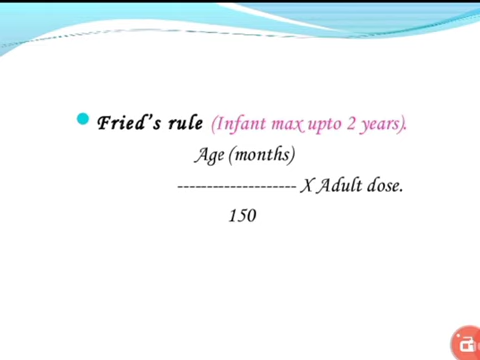 Fried's rule (Infant max upto 2 years).
Age (months)
-------------------- X Adult dose.
150